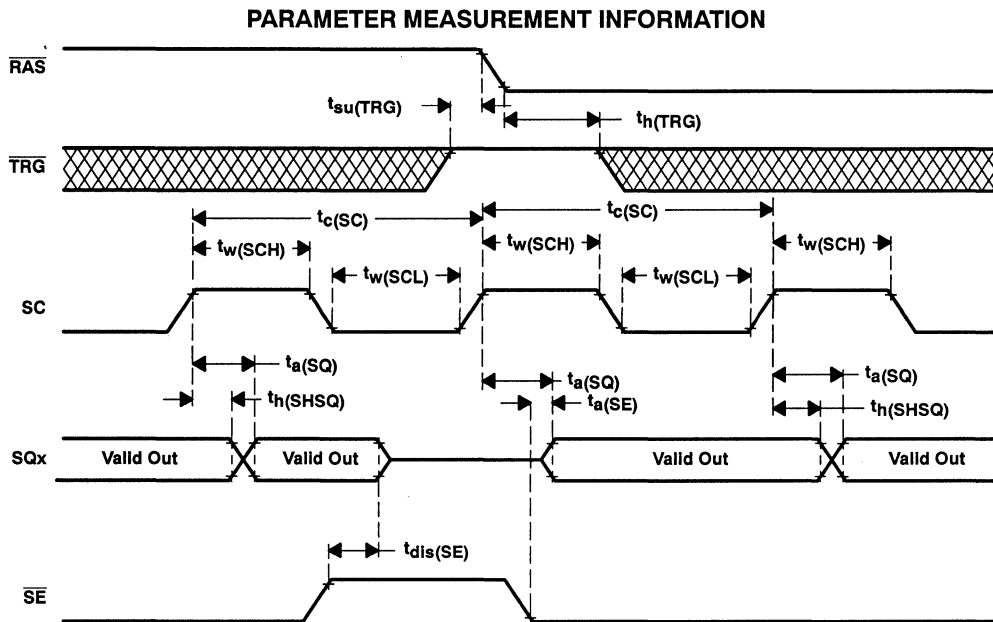 PARAMETER MEASUREMENT INFORMATION
RAS
tsu(TRG)
th(TRG)
TRG
tc(SC)
tc(SC)
tw(SCH)
tw(SCH)
tw(SCH)
tw(SCL)
tw(SCL)
SC
ta(SQ)
ta(SQ)
ta(SQ)
th(SHSQ)
ta(SE)
th(SHSQ)
SQx
Valid Out
Valid Out
Valid Out
Valid Out
tdis(SE)
SE